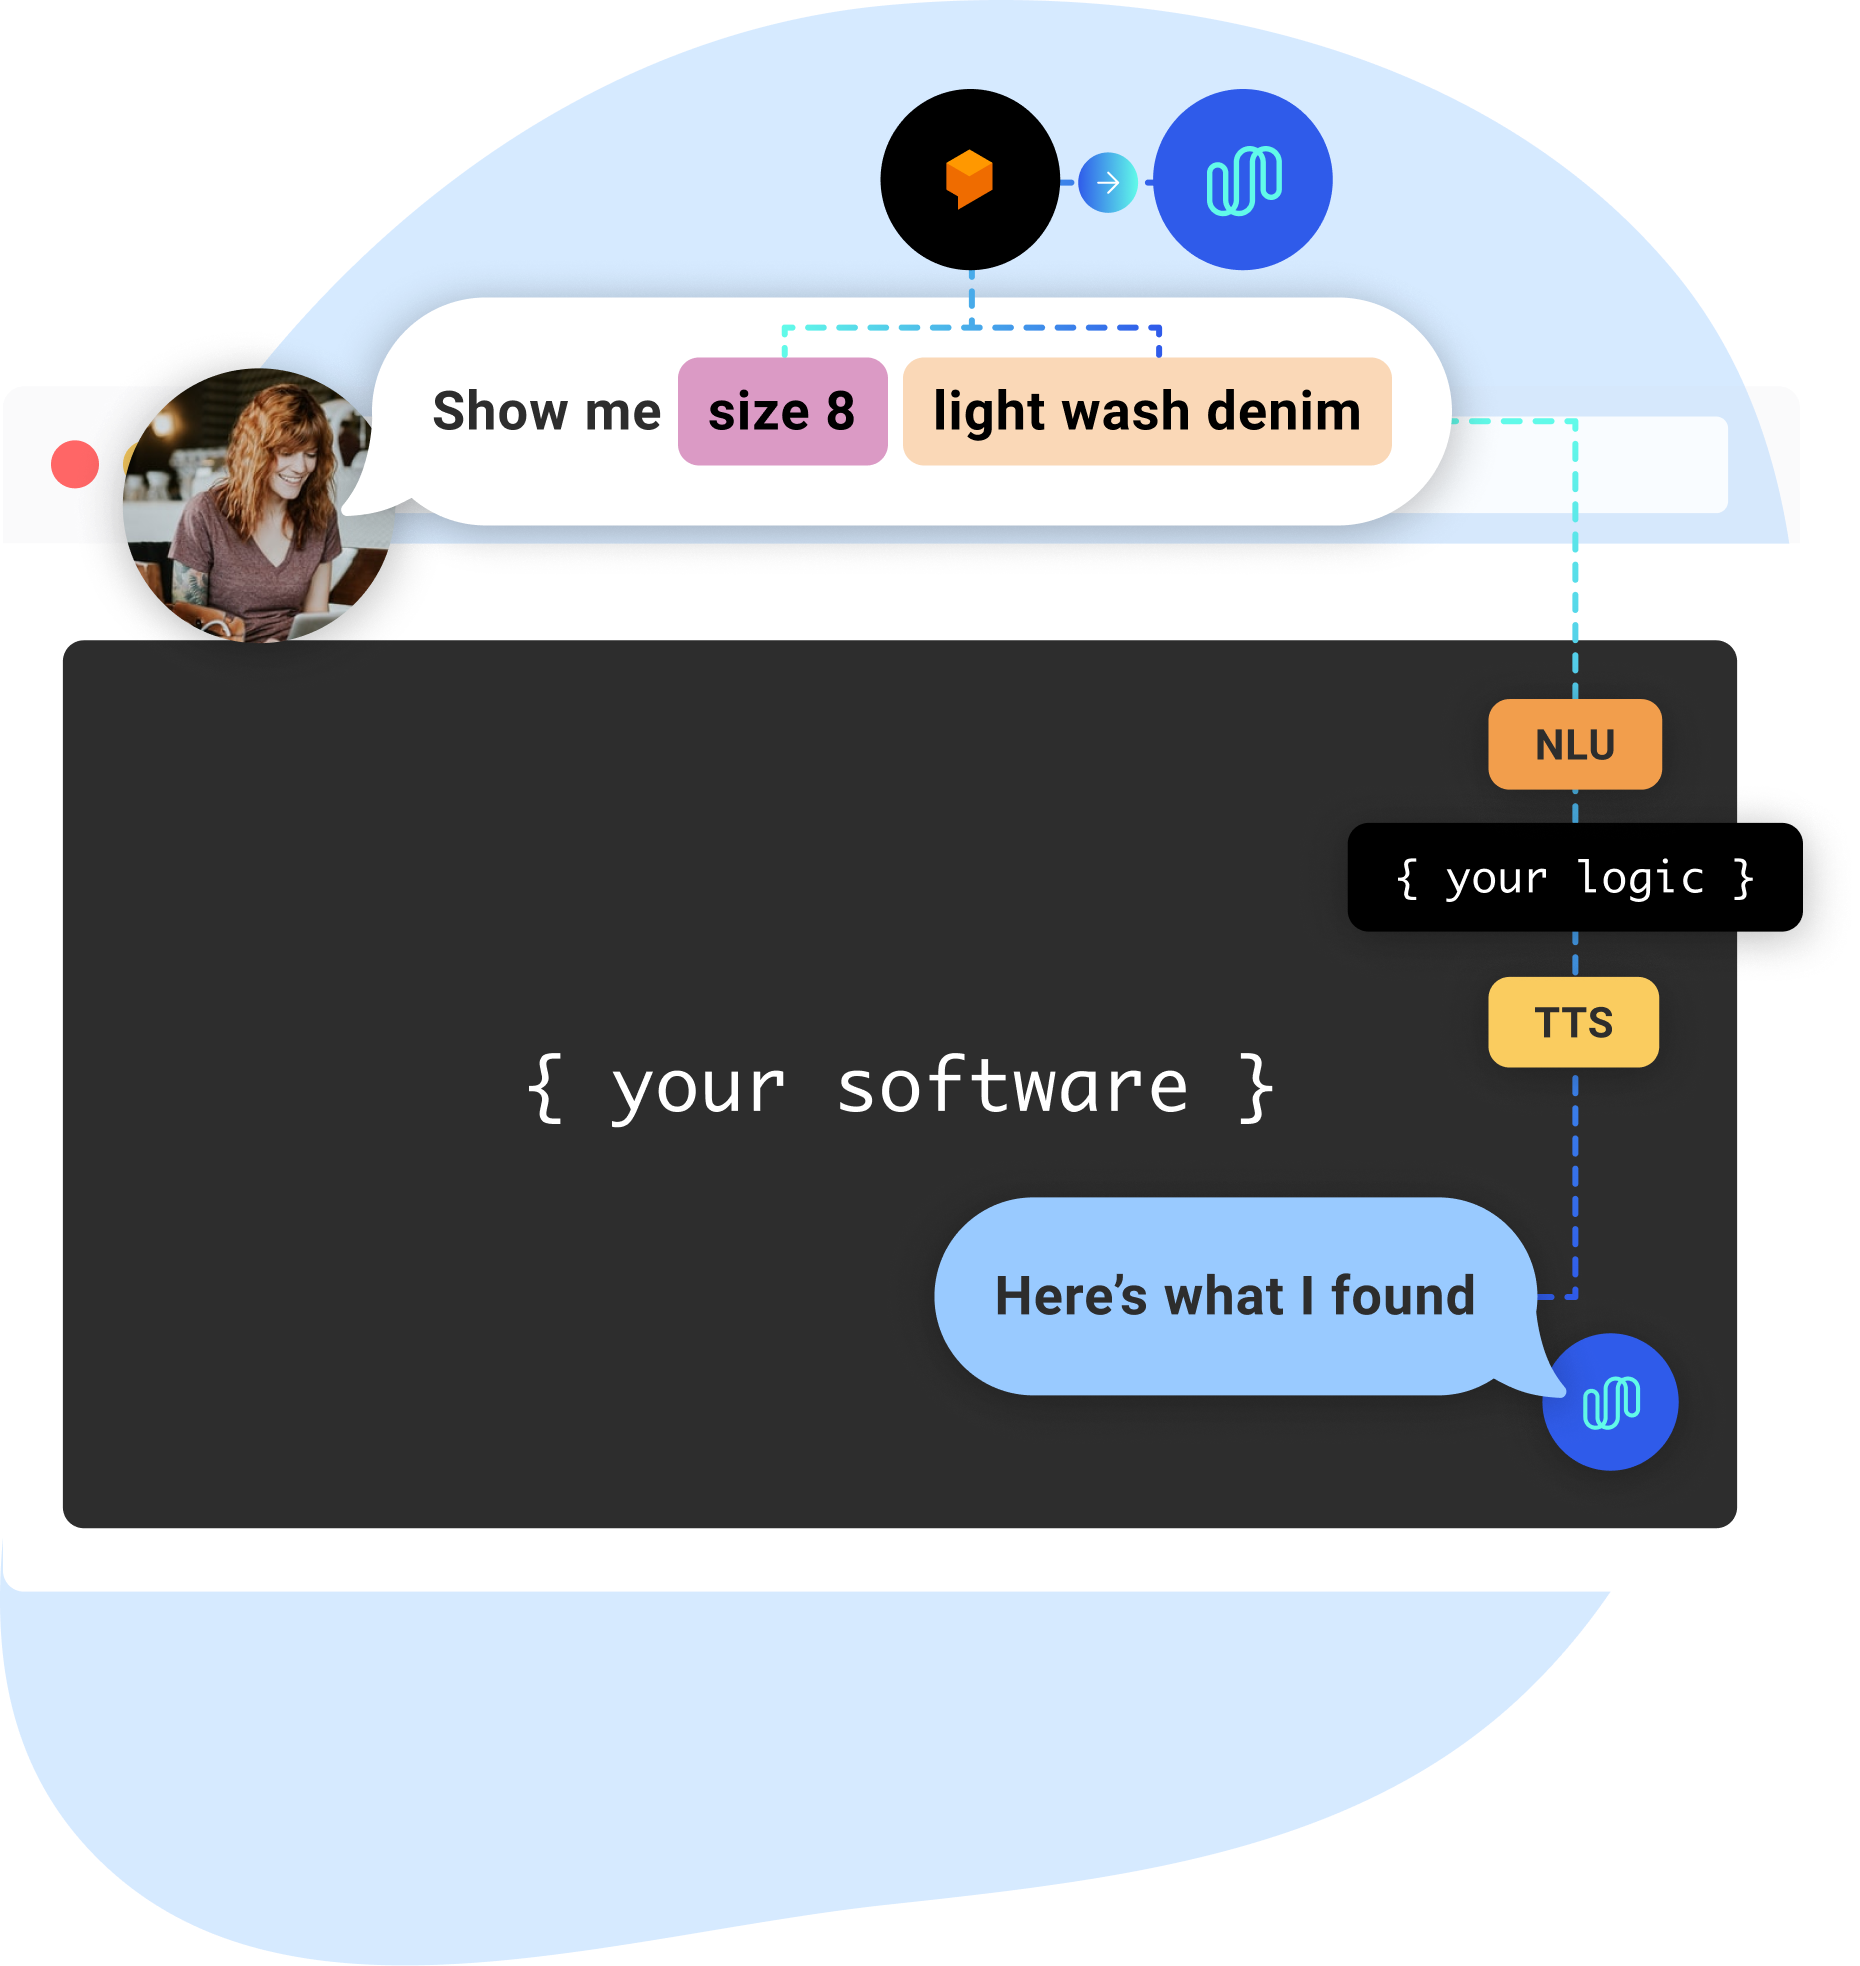 Show me size 8 light wash denim
NLU
{ your logic }
TTS
{ your software }
Here’s what I found